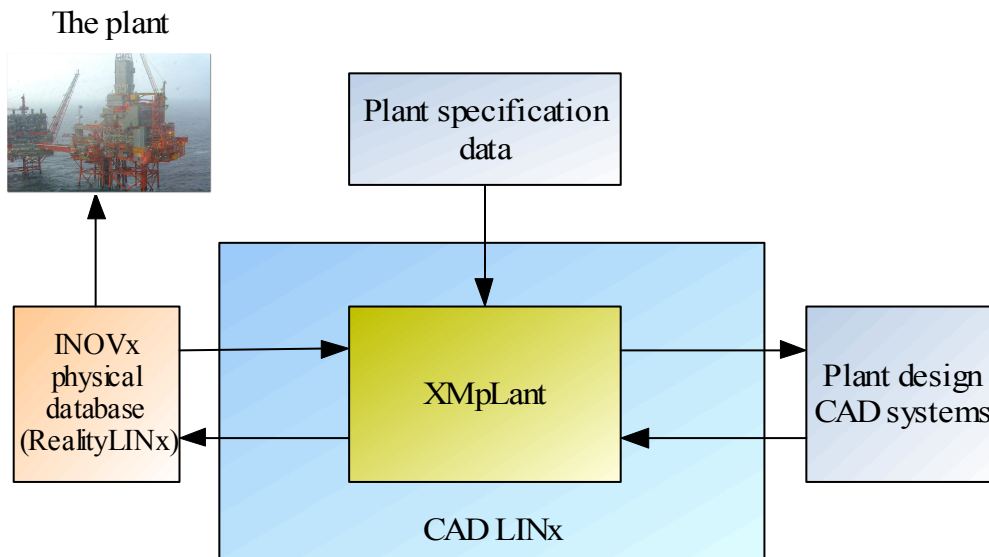 The plant
Plant specification
data
INOVx
physical
database
(RealityLINx)
XMpLant
Plant design
CAD systems
CAD LINx